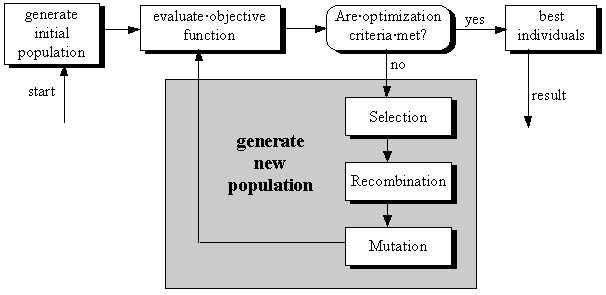 generate
initial
population
evaluate·objective
function
Are·optimization
criteria·met?
yes
best
individuals
start
no
result
generate
new
population
Selection
Recombination
Mutation